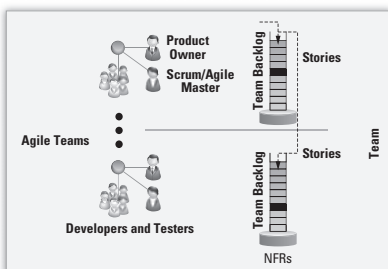 Product
Owner
Scrum/Agile
Master
Team Backlog
Stories
Agile Teams
Team
Team Backlog
Stories
Developers and Testers
NFRs